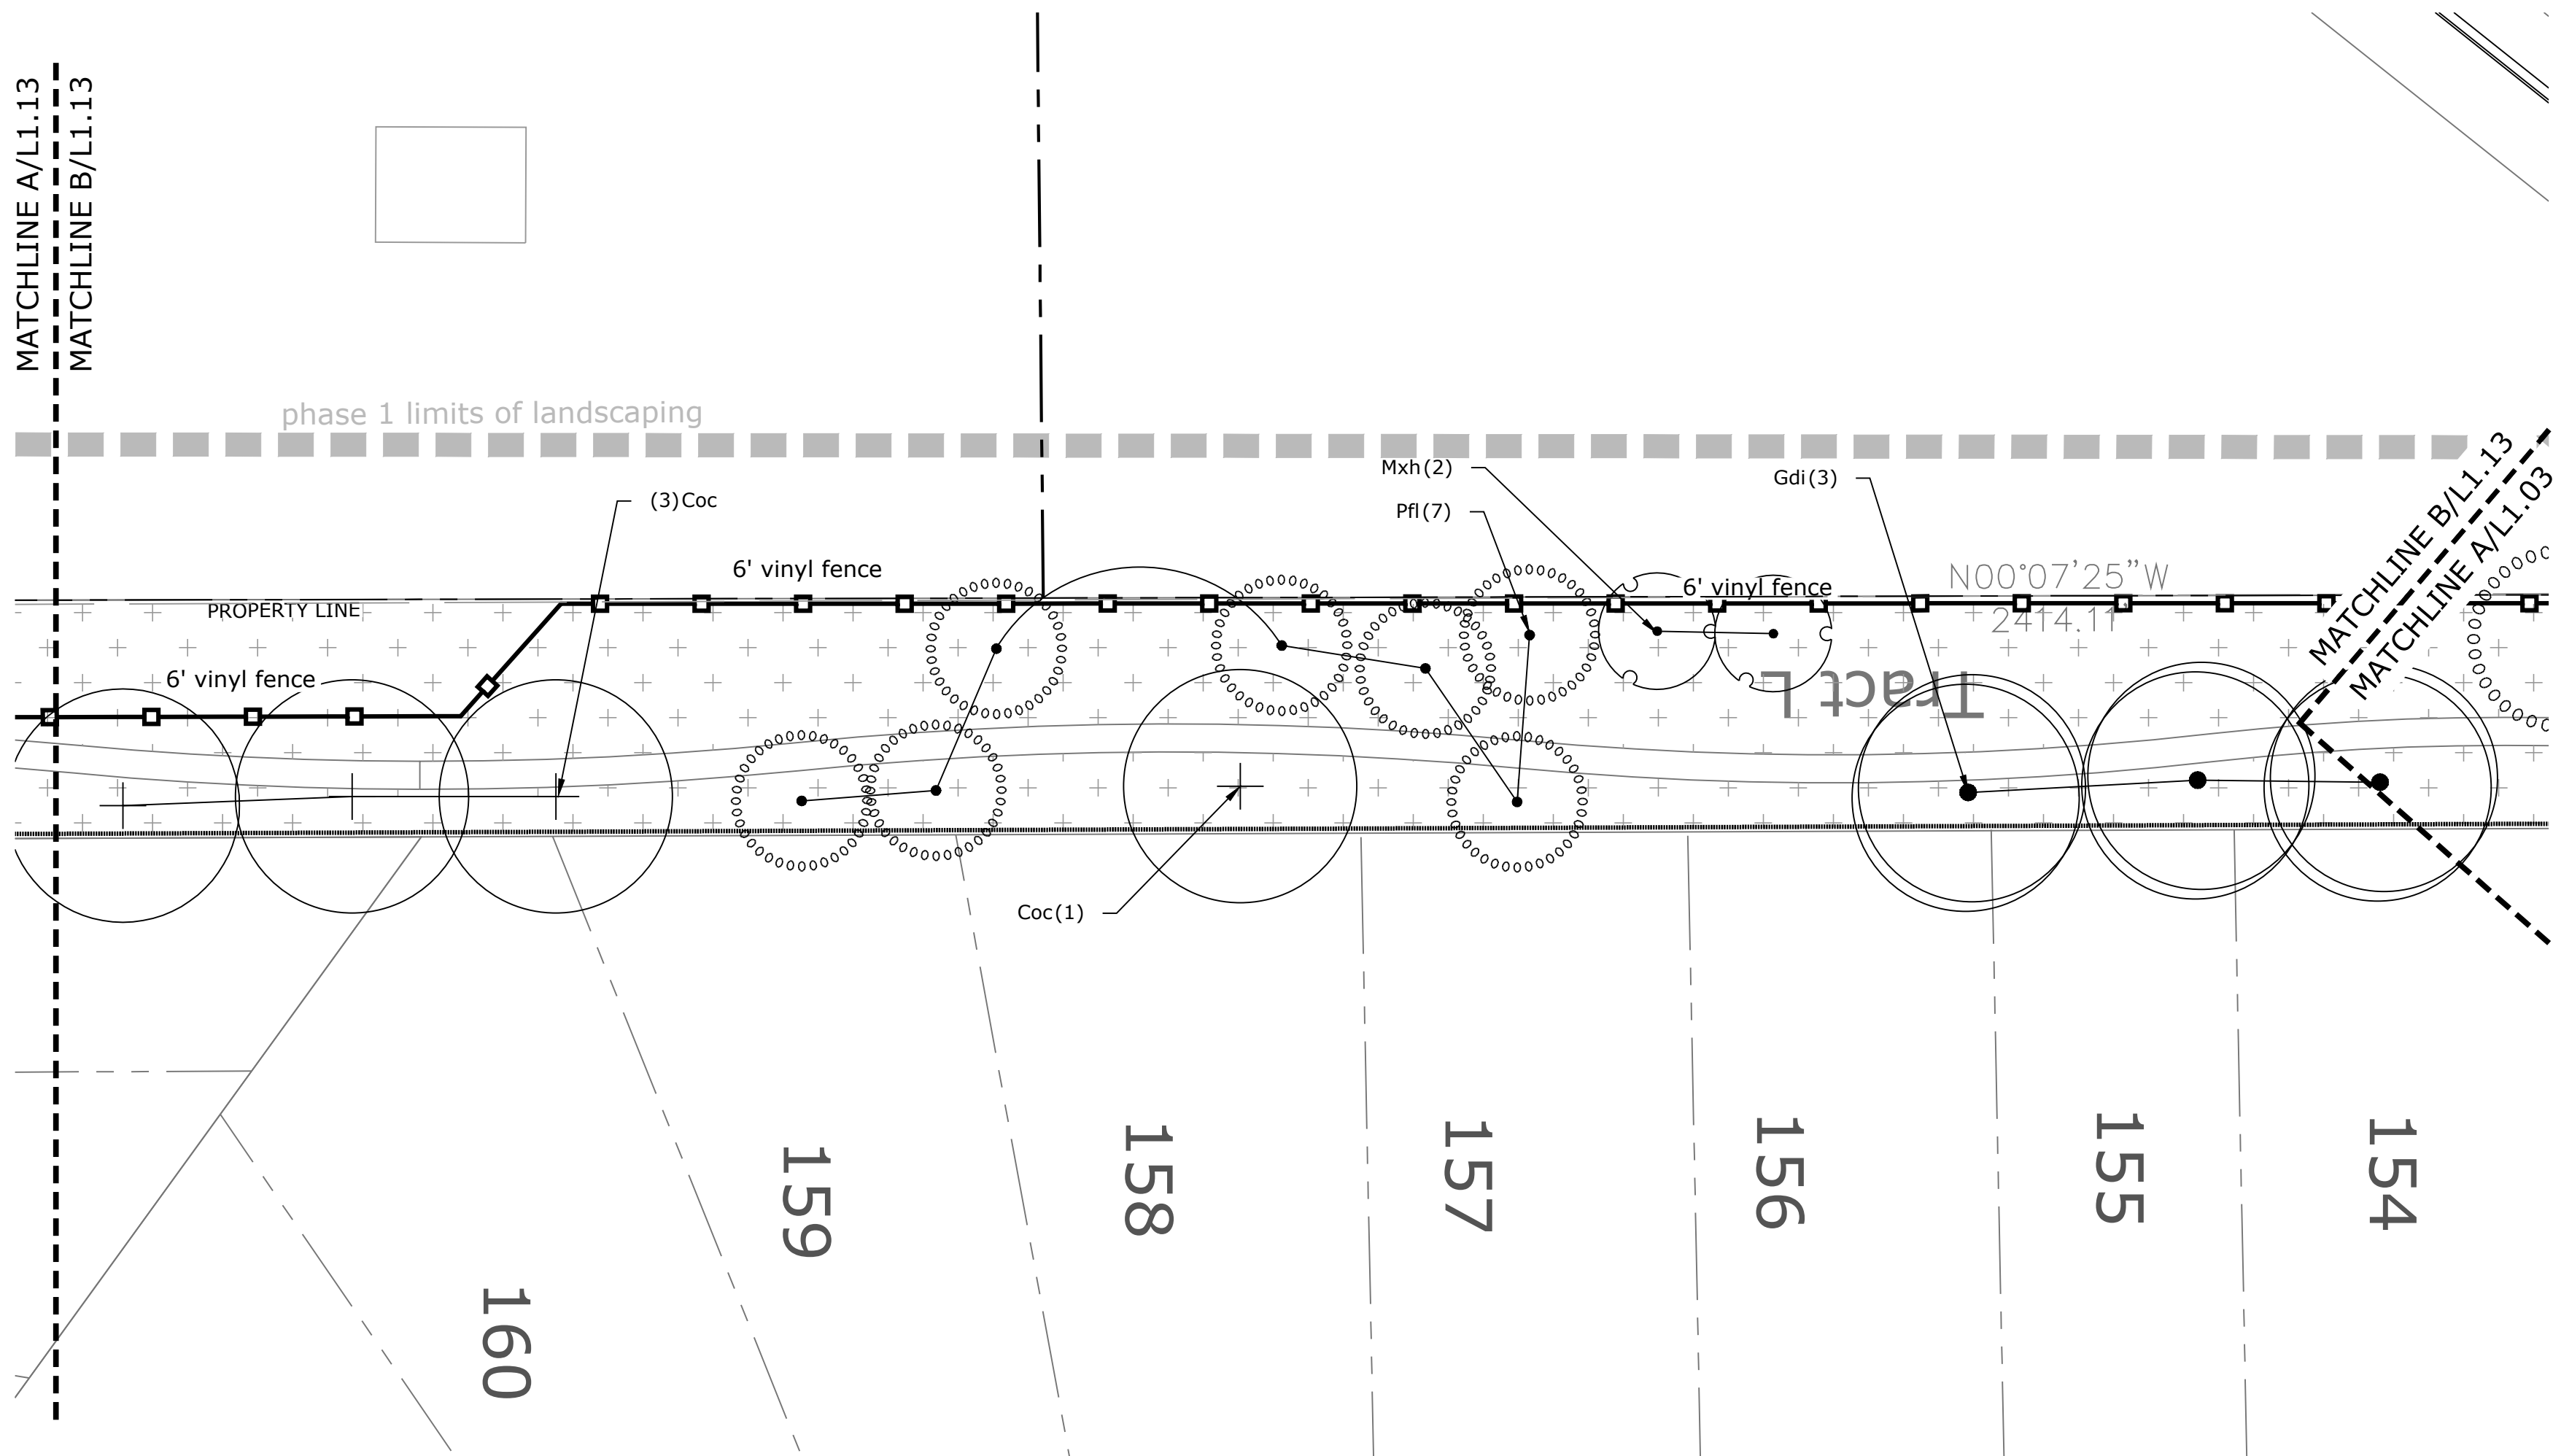 MATCHLINE A/L1.13
MATCHLINE B/L1.13
phase 1 limits of landscaping
Mxh(2)
Gdi(3)
(3)Coc
Pfl(7)
6' vinyl fence
6' vinyl fence
N00°07'25"W
2414.11'
PROPERTY LINE
6' vinyl fence
Tract L
MATCHLINE B/L1.13
MATCHLINE A/L1.03
Coc(1)
160
159
158
157
156
155
154